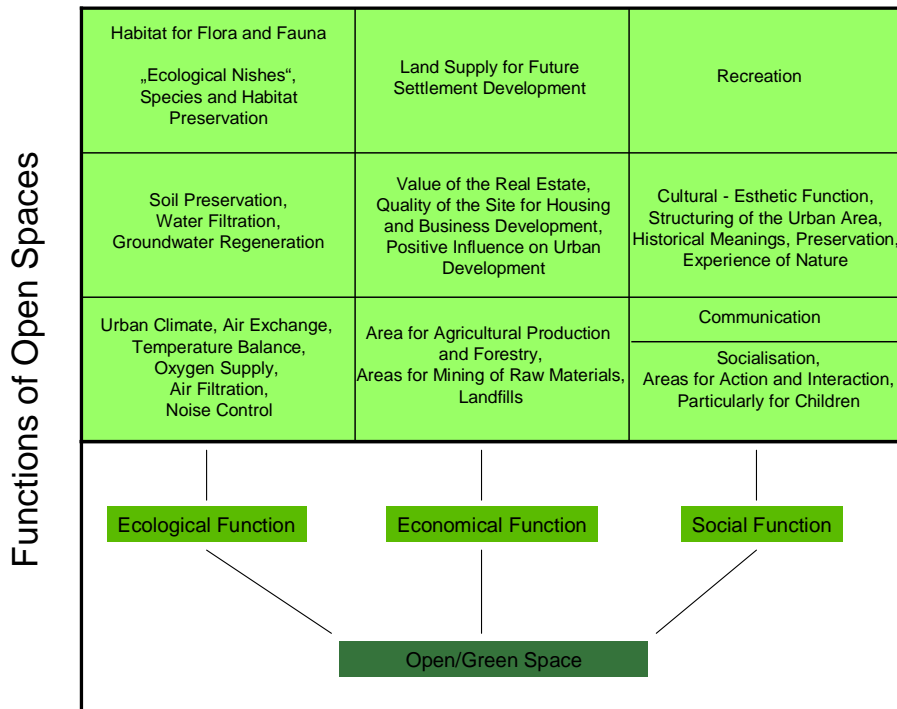 Functions of Open Spaces
Habitat for Flora and Fauna
„Ecological Nishes“,
Species and Habitat
Preservation
Land Supply for Future
Settlement Development
Recreation
Soil Preservation,
Water Filtration,
Groundwater Regeneration
Value of the Real Estate,
Quality of the Site for Housing
and Business Development,
Positive Influence on Urban
Development
Cultural - Esthetic Function,
Structuring of the Urban Area,
Historical Meanings, Preservation,
Experience of Nature
Urban Climate, Air Exchange,
Temperature Balance,
Oxygen Supply,
Air Filtration,
Noise Control
Area for Agricultural Production
and Forestry,
Areas for Mining of Raw Materials,
Landfills
Communication
Socialisation,
Areas for Action and Interaction,
Particularly for Children
Ecological Function
Economical Function
Social Function
Open/Green Space